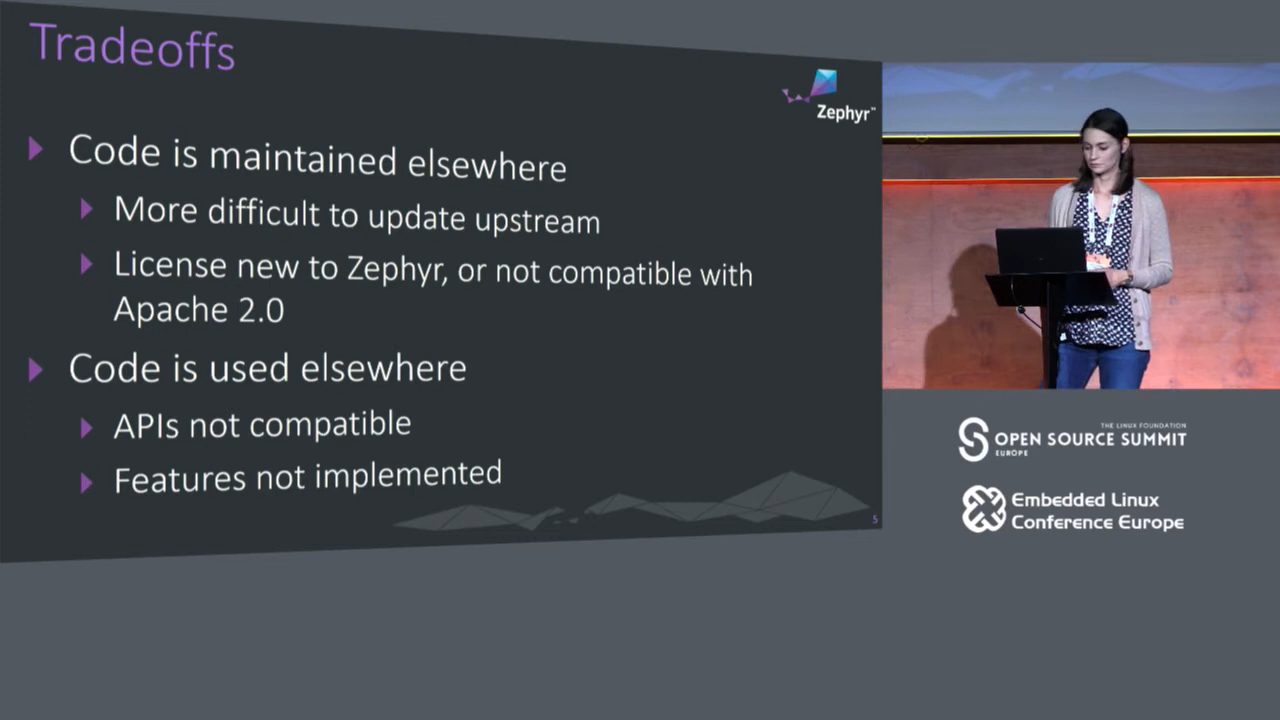 Tradeoffs
Zephyr™
Code is maintained elsewhere
More difficult to update upstream
License new to Zephyr, or not compatible with
Apache 2.0
Code is used elsewhere
APIs not compatible
Features not implemented
5
THE LINUX FOUNDATION
OPEN SOURCE SUMMIT
EUROPE
Embedded Linux
Conference Europe